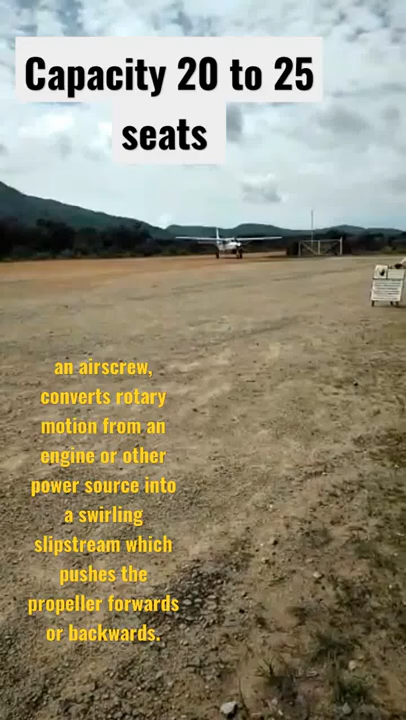 Capacity 20 to 25
seats
an airscrew,
converts rotary
motion from an
engine or other
power source into
a swirling
slipstream which
pushes the
propeller forwards
or backwards.